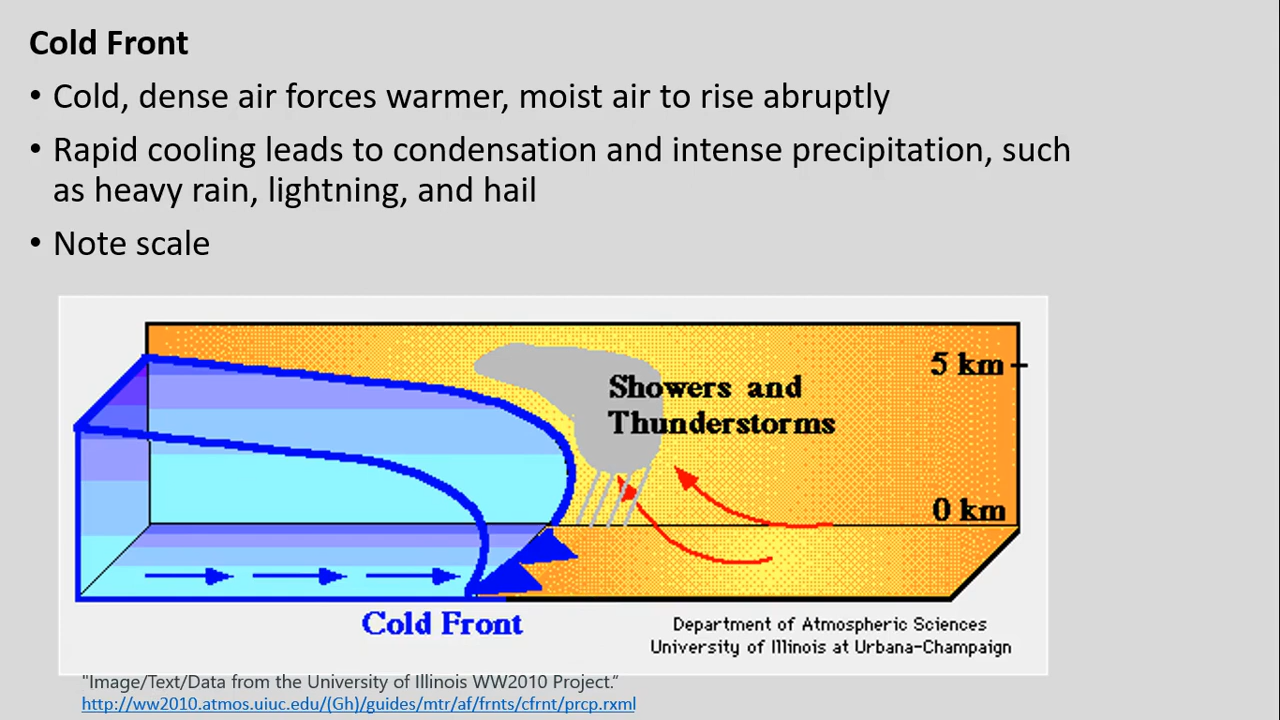 Cold Front
• Cold, dense air forces warmer, moist air to rise abruptly
• Rapid cooling leads to condensation and intense precipitation, such
as heavy rain, lightning, and hail
• Note scale
5 km
Showers and
Thunderstorms
0 km
Cold Front
Department of Atmospheric Sciences
University of Illinois at Urbana-Champaign
"Image/Text/Data from the University of Illinois WW2010 Project.“
http://ww2010.atmos.uiuc.edu/(Gh)/guides/mtr/af/frnts/cfrnt/prcp.rxml